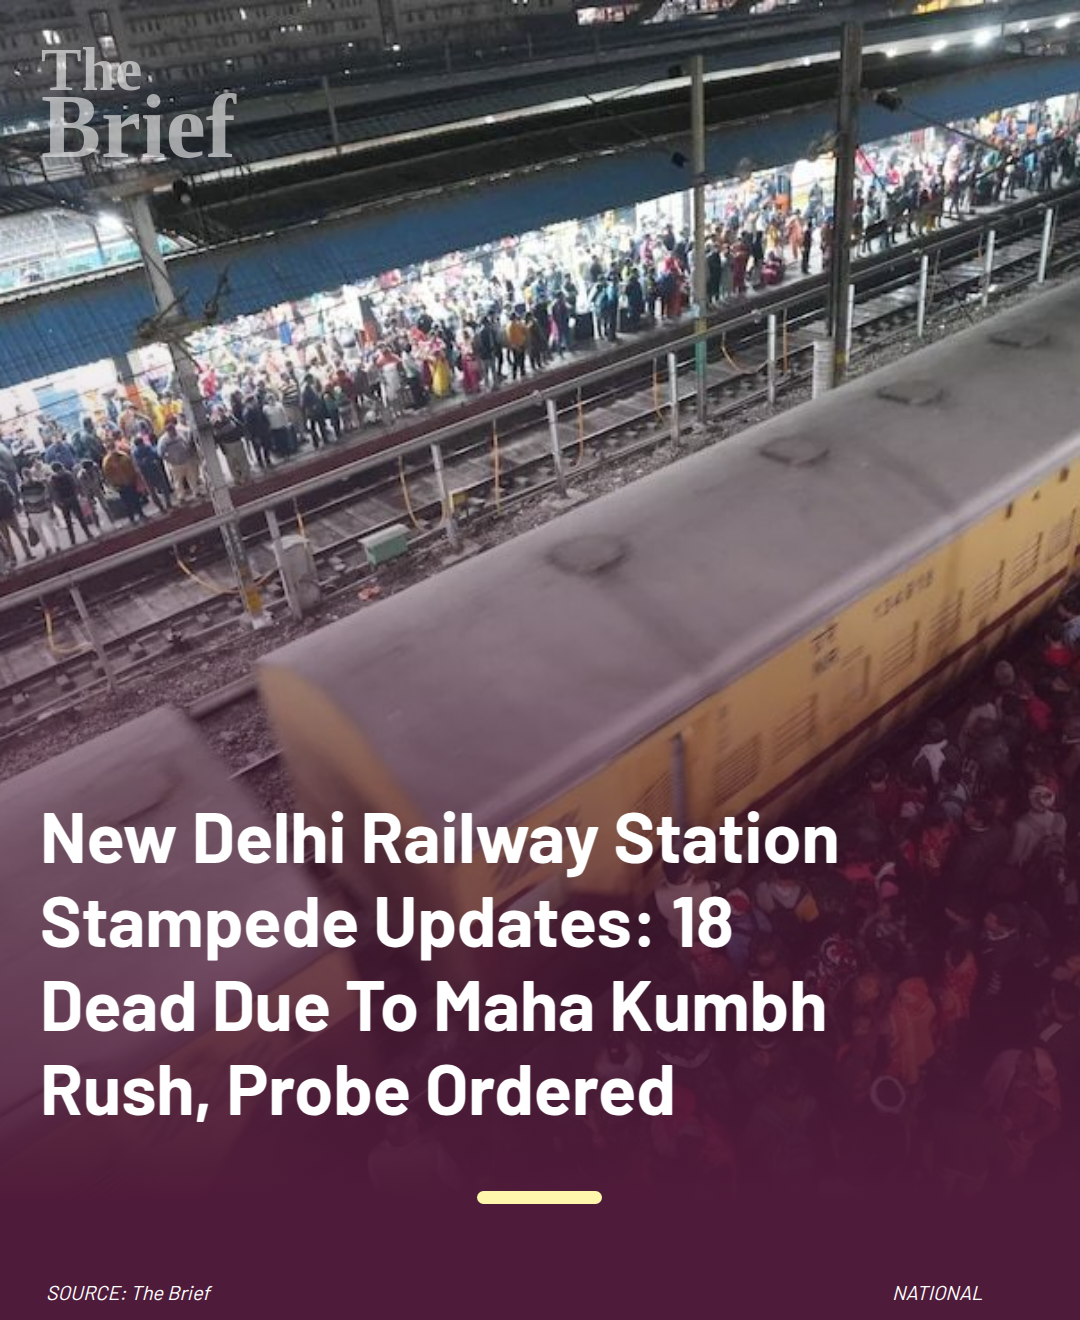 The
Brief
New Delhi Railway Station
Stampede Updates: 18
Dead Due To Maha Kumbh
Rush, Probe Ordered
SOURCE: The Brief
NATIONAL